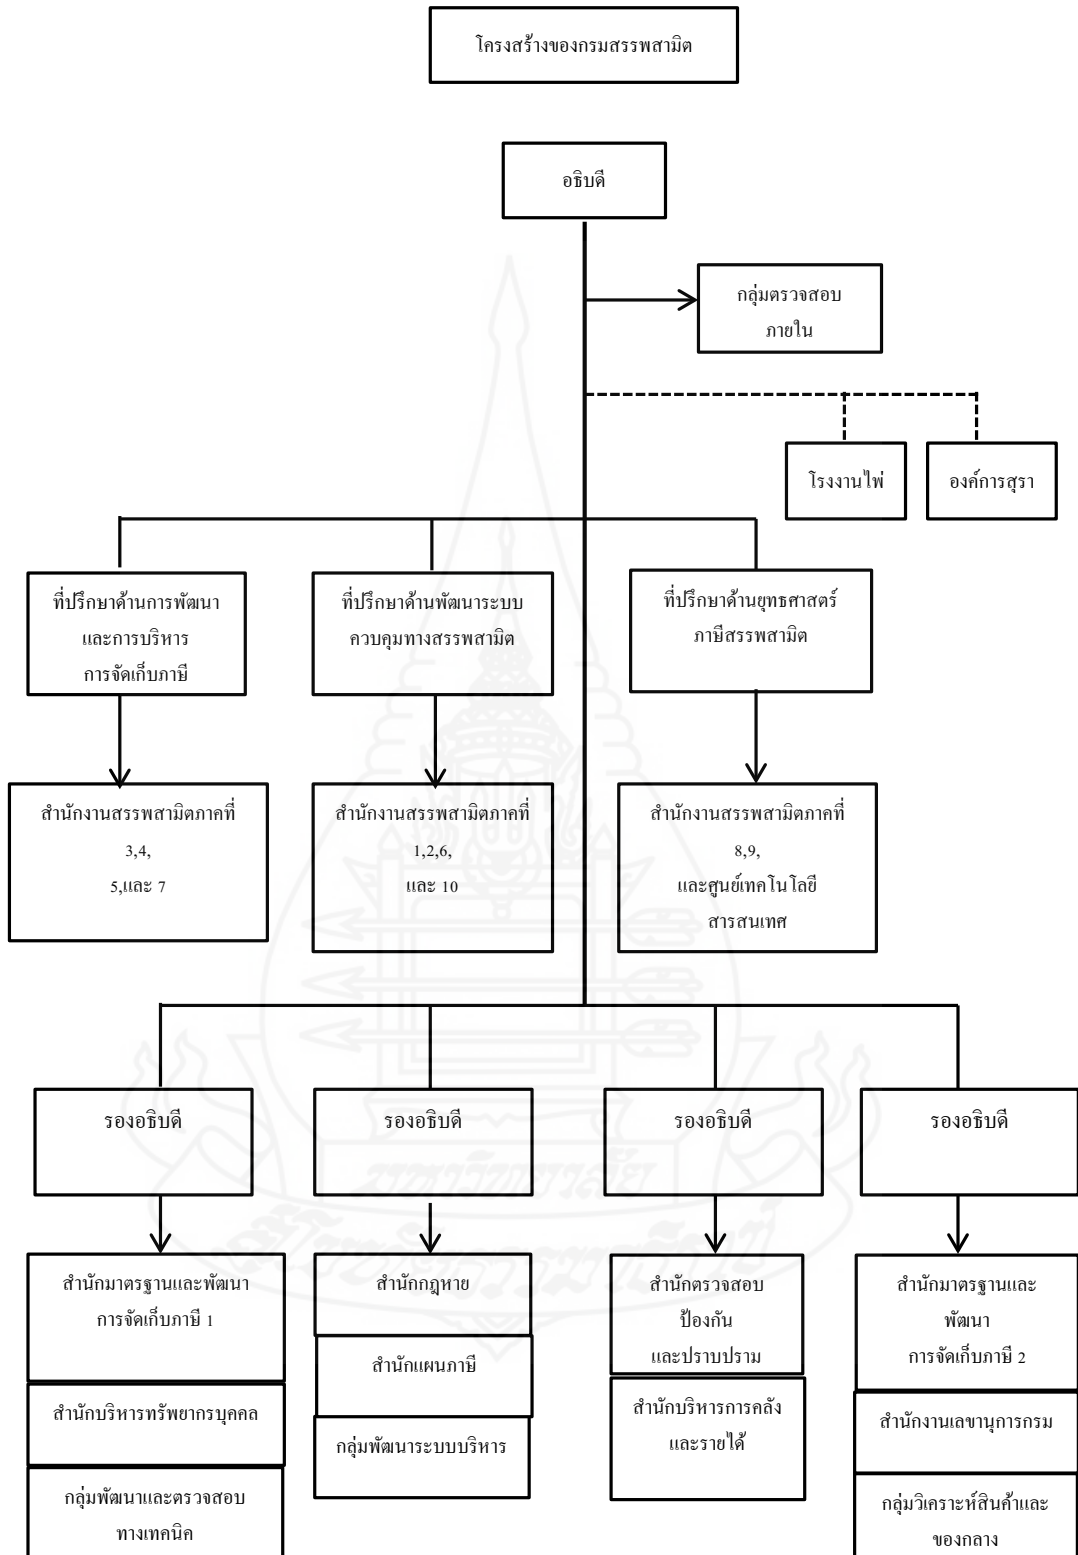 โครงสร้างของกรมสรรพสามิต
อธิบดี
กลุ่มตรวจสอบ
ภายใน
โรงงานไพ่
องค์การสุรา
ที่ปรึกษาด้านการพัฒนา
และการบริหาร
การจัดเก็บภาษี
ที่ปรึกษาด้านพัฒนาระบบ
ควบคุมทางสรรพสามิต
ที่ปรึกษาด้านยุทธศาสตร์
ภาษีสรรพสามิต
สำนักงานสรรพสามิตภาคที่
3,4,
5,และ 7
สำนักงานสรรพสามิตภาคที่
1,2,6,
และ 10
สำนักงานสรรพสามิตภาคที่
8,9,
และศูนย์เทคโนโลยี
สารสนเทศ
รองอธิบดี
รองอธิบดี
รองอธิบดี
รองอธิบดี
มหาวิทยาลัย
สุโขทัยธรรมาธิราช
สำนักมาตรฐานและพัฒนา
การจัดเก็บภาษี 1
สำนักบริหารทรัพยากรบุคคล
กลุ่มพัฒนาและตรวจสอบ
ทางเทคนิค
สำนักกฎหาย
สำนักแผนภาษี
กลุ่มพัฒนาระบบบริหาร
สำนักตรวจสอบ
ป้องกัน
และปราบปราม
สำนักบริหารการคลัง
และรายได้
สำนักมาตรฐานและ
พัฒนา
การจัดเก็บภาษี 2
สำนักงานเลขานุการกรม
กลุ่มวิเคราะห์สินค้าและ
ของกลาง